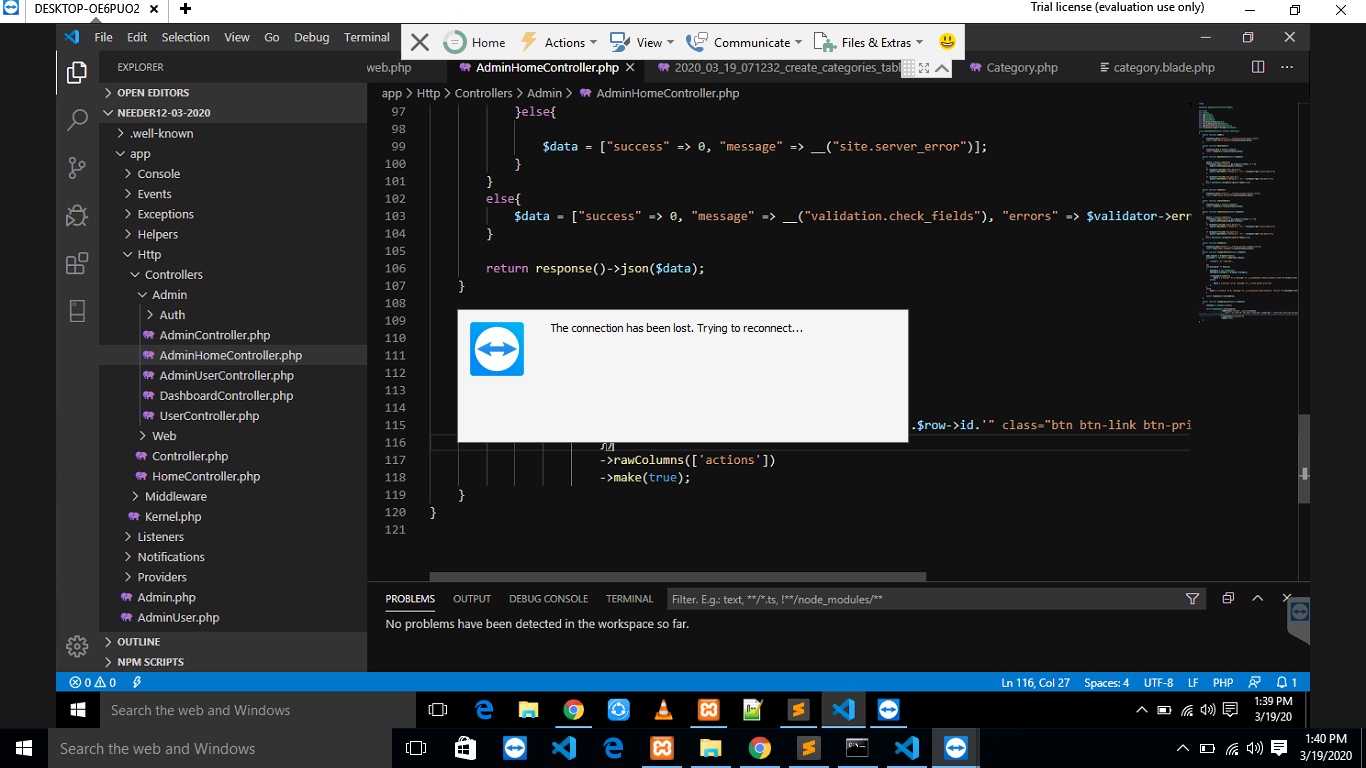 DESKTOP-OE6PUO2
Trial license (evaluation use only)
File Edit Selection View Go Debug Terminal
Home Actions View Communicate Files & Extras
EXPLORER
web.php AdminHomeController.php 2020_03_19_071232_create_categories_tabl Category.php category.blade.php
OPEN EDITORS
app > Http > Controllers > Admin > AdminHomeController.php
NEEDER12-03-2020
.well-known
app
Console
Events
Exceptions
Helpers
Http
Controllers
Admin
Auth
AdminController.php
AdminHomeController.php
AdminUserController.php
DashboardController.php
UserController.php
Web
Controller.php
HomeController.php
Middleware
Kernel.php
Listeners
Notifications
Providers
Admin.php
AdminUser.php
OUTLINE
NPM SCRIPTS
97 }else{
98
99 $data = ["success" => 0, "message" => __("site.server_error")];
100 }
101 }
102 else{
103 $data = ["success" => 0, "message" => __("validation.check_fields"), "errors" => $validator->err
104 }
105
106 return response()->json($data);
107 }
108
109
110
111
112
113
114
115 .$row->id.'" class="btn btn-link btn-pri
116 })
117 ->rawColumns(['actions'])
118 ->make(true);
119 }
120 }
121
The connection has been lost. Trying to reconnect...
PROBLEMS OUTPUT DEBUG CONSOLE TERMINAL Filter. E.g.: text, **/*.ts, !**/node_modules/**
No problems have been detected in the workspace so far.
0 0 Ln 116, Col 27 Spaces: 4 UTF-8 LF PHP 1
Search the web and Windows
1:39 PM
3/19/20
Search the web and Windows
1:40 PM
3/19/2020